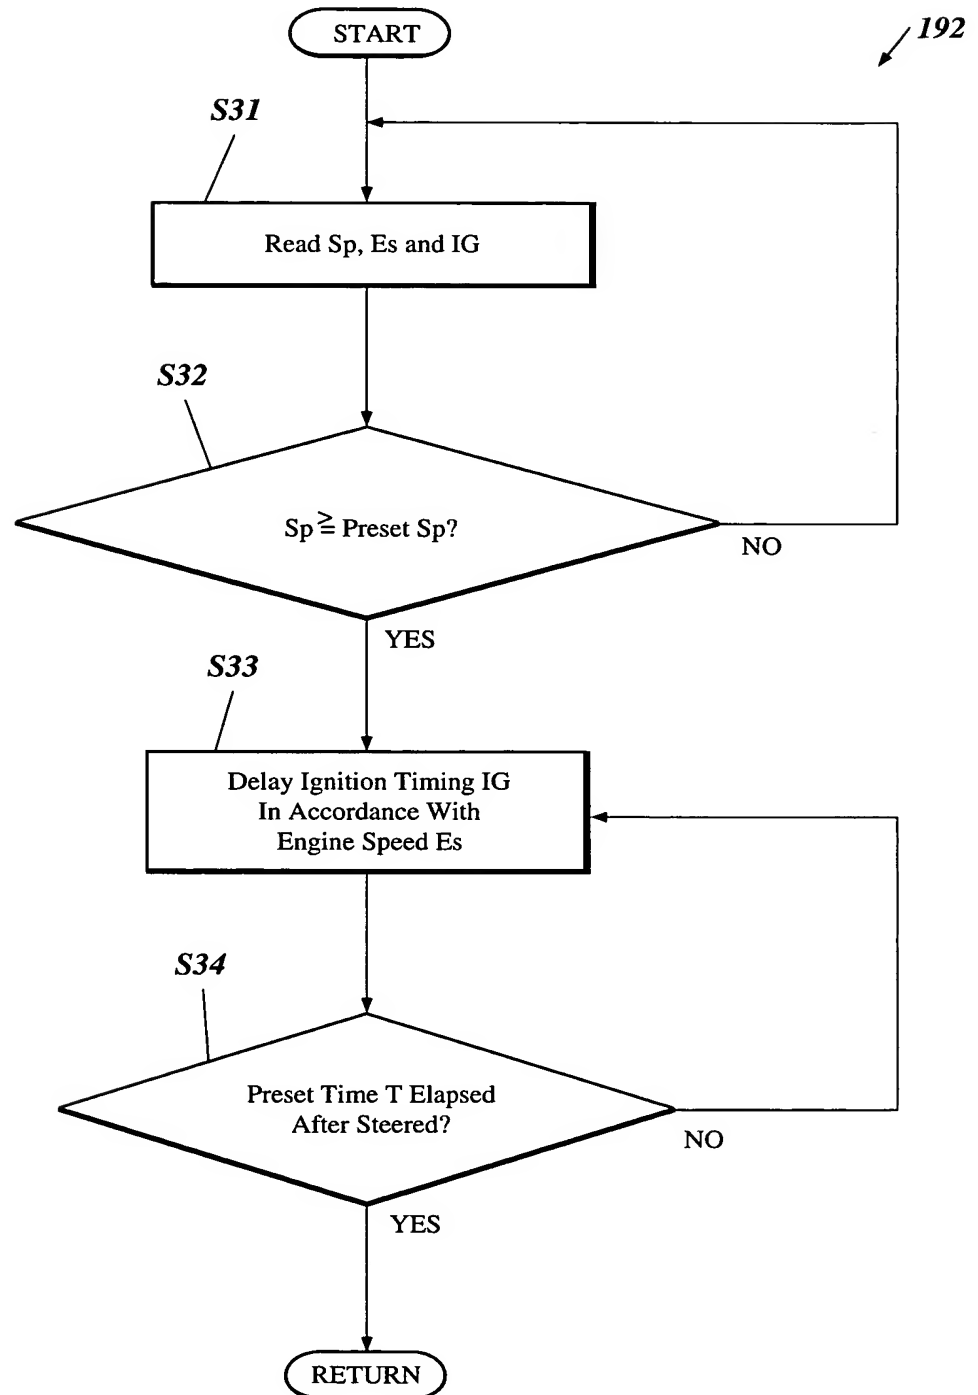 START
192
S31
Read Sp, Es and IG
S32
Sp ≧ Preset Sp?
NO
YES
S33
Delay Ignition Timing IG
In Accordance With
Engine Speed Es
S34
Preset Time T Elapsed
After Steered?
NO
YES
RETURN